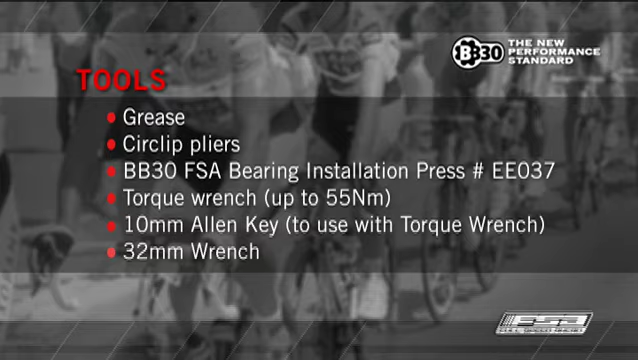 BB30
THE NEW
PERFORMANCE
STANDARD
TOOLS
Grease
Circlip pliers
BB30 FSA Bearing Installation Press # EE037
Torque wrench (up to 55Nm)
10mm Allen Key (to use with Torque Wrench)
32mm Wrench
FSA